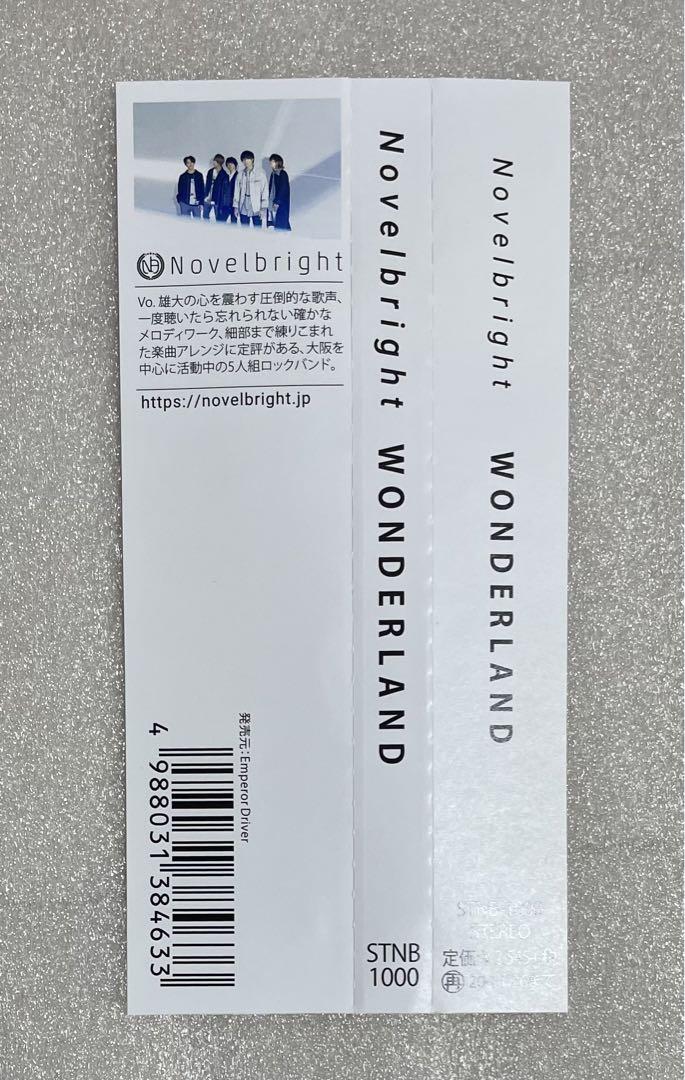 Novelbright
Vo. 雄大の心を震わす圧倒的な歌声、
一度聴いたら忘れられない確かな
メロディワーク、細部まで練りこまれ
た楽曲アレンジに定評がある、大阪を
中心に活動中の5人組ロックバンド。
https://novelbright.jp
発売元：Emperor Driver
4 988031 384633
Novelbright WONDERLAND
STNB
1000
Novelbright WONDERLAND
STEREO
定価
再